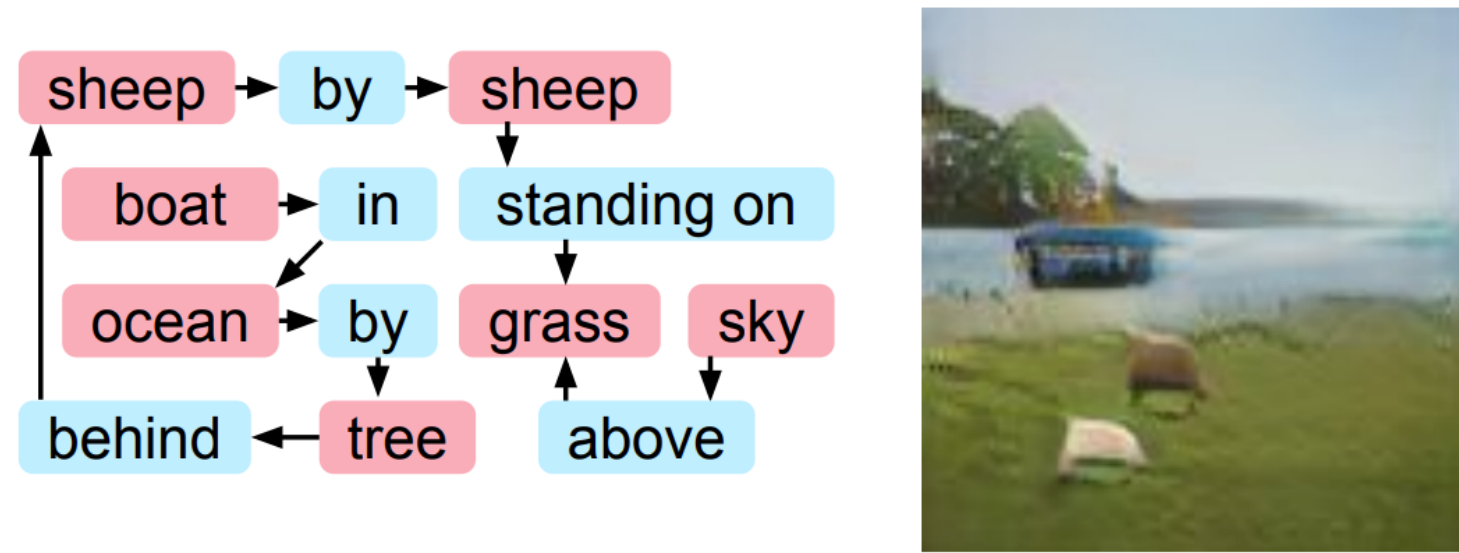 sheep by sheep
boat in standing on
ocean by grass sky
behind tree above